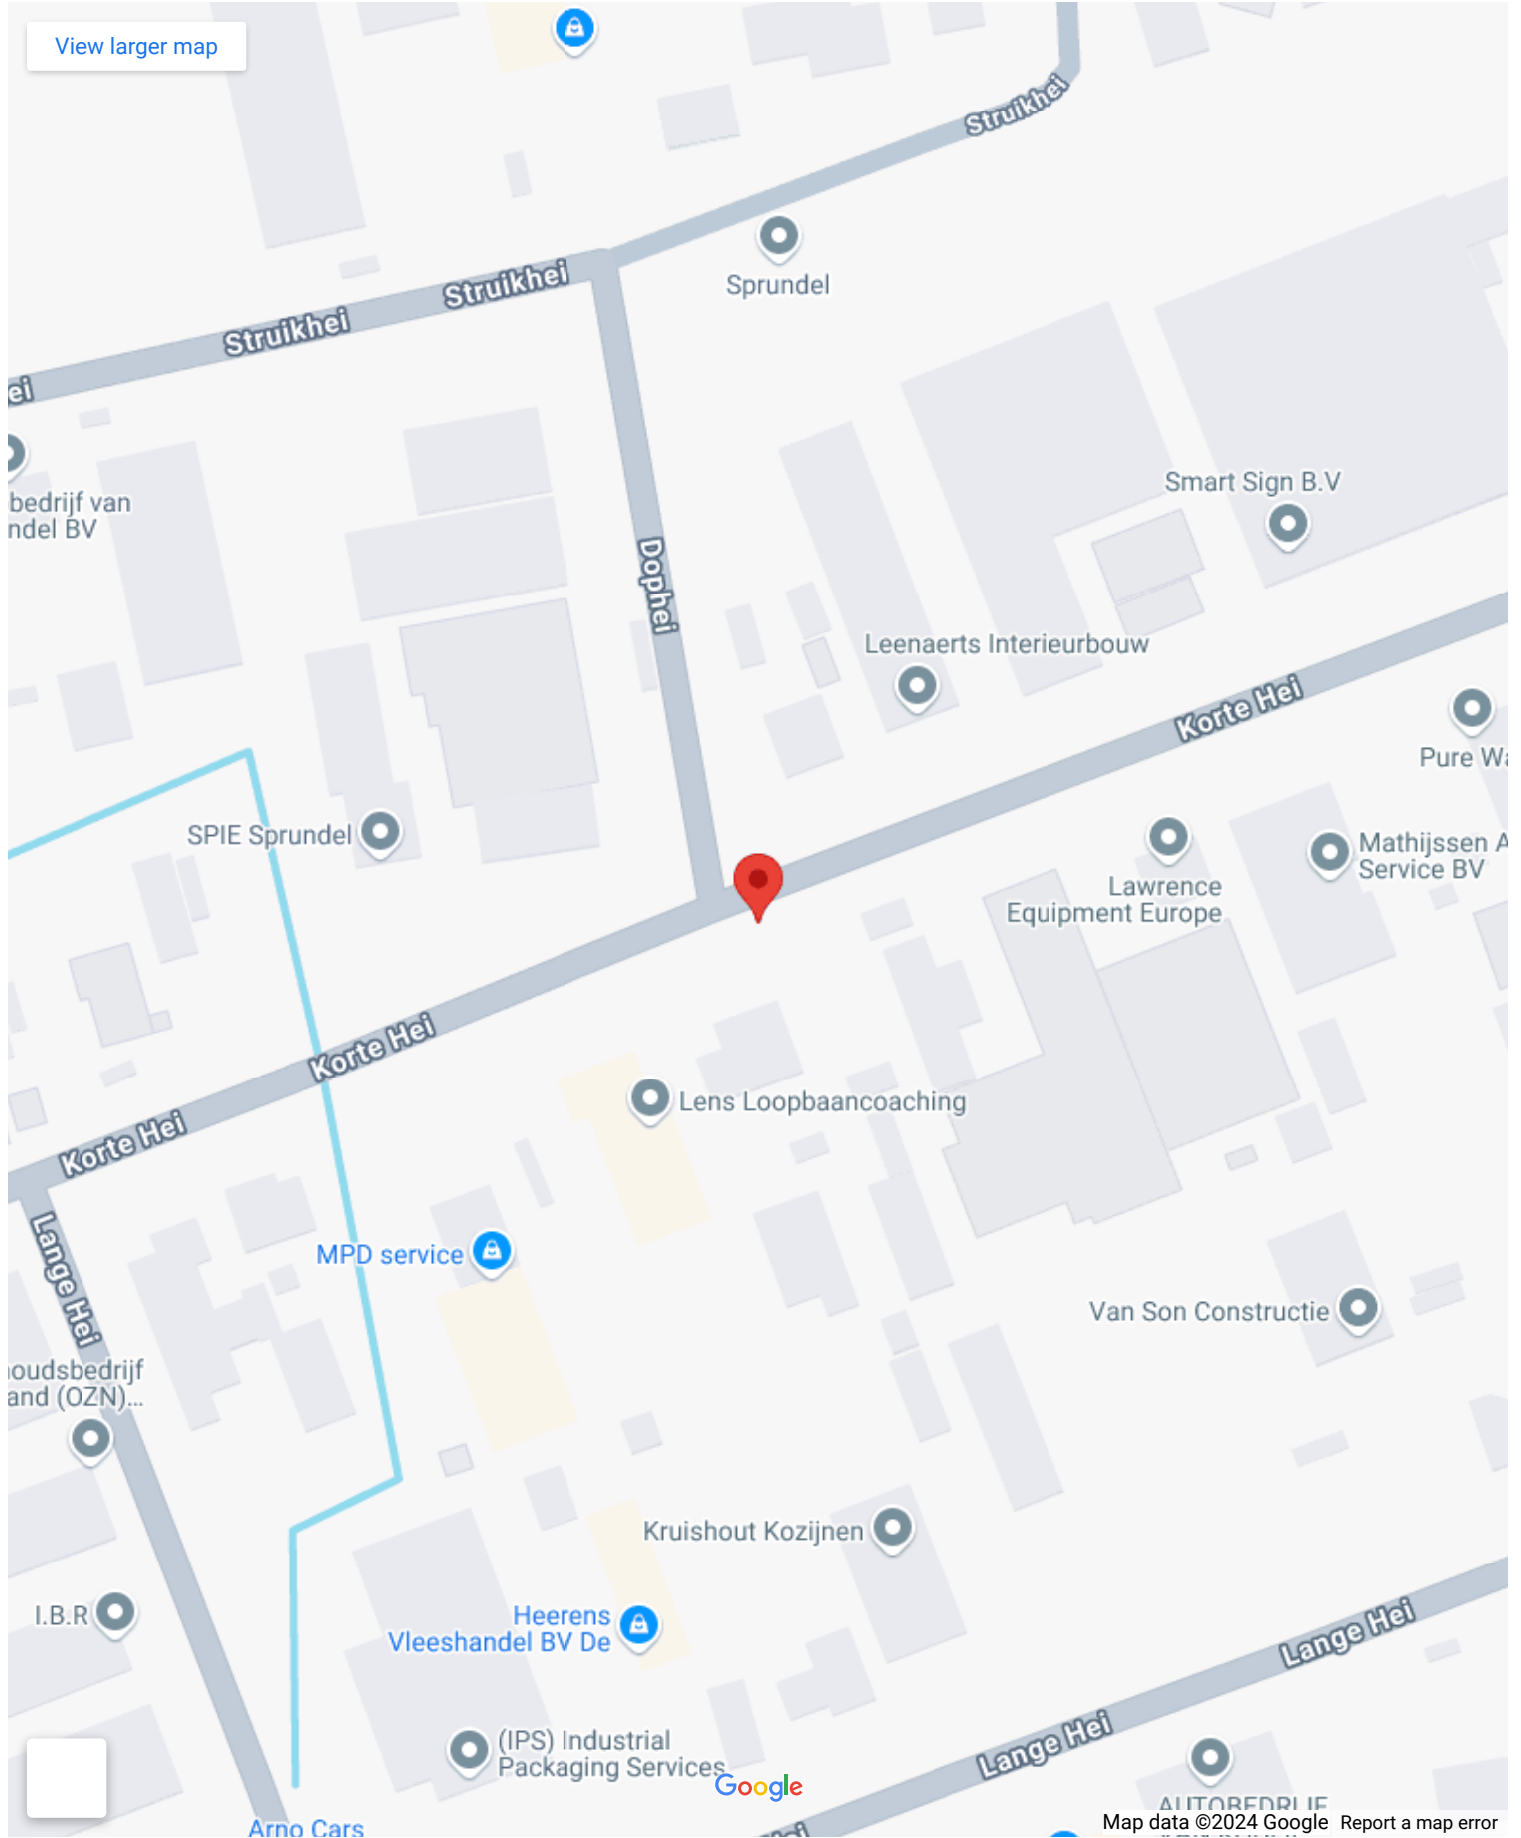 View larger map
Struikhei
Sprundel
Struikhei
Struikhei
ei
bedrijf van
ndel BV
Smart Sign B.V
Dophei
Leenaerts Interieurbouw
Korte Hei
Pure Wa
SPIE Sprundel
Mathijssen A
Service BV
Lawrence
Equipment Europe
Korte Hei
Lens Loopbaancoaching
Korte Hei
Lange Hei
MPD service
Van Son Constructie
oudsbedrijf
and (OZN)...
Kruishout Kozijnen
I.B.R
Heerens
Vleeshandel BV De
Lange Hei
(IPS) Industrial
Packaging Services
Lange Hei
Google
AUTOBEDRIJF
Arno Cars
Map data ©2024 Google
Report a map error